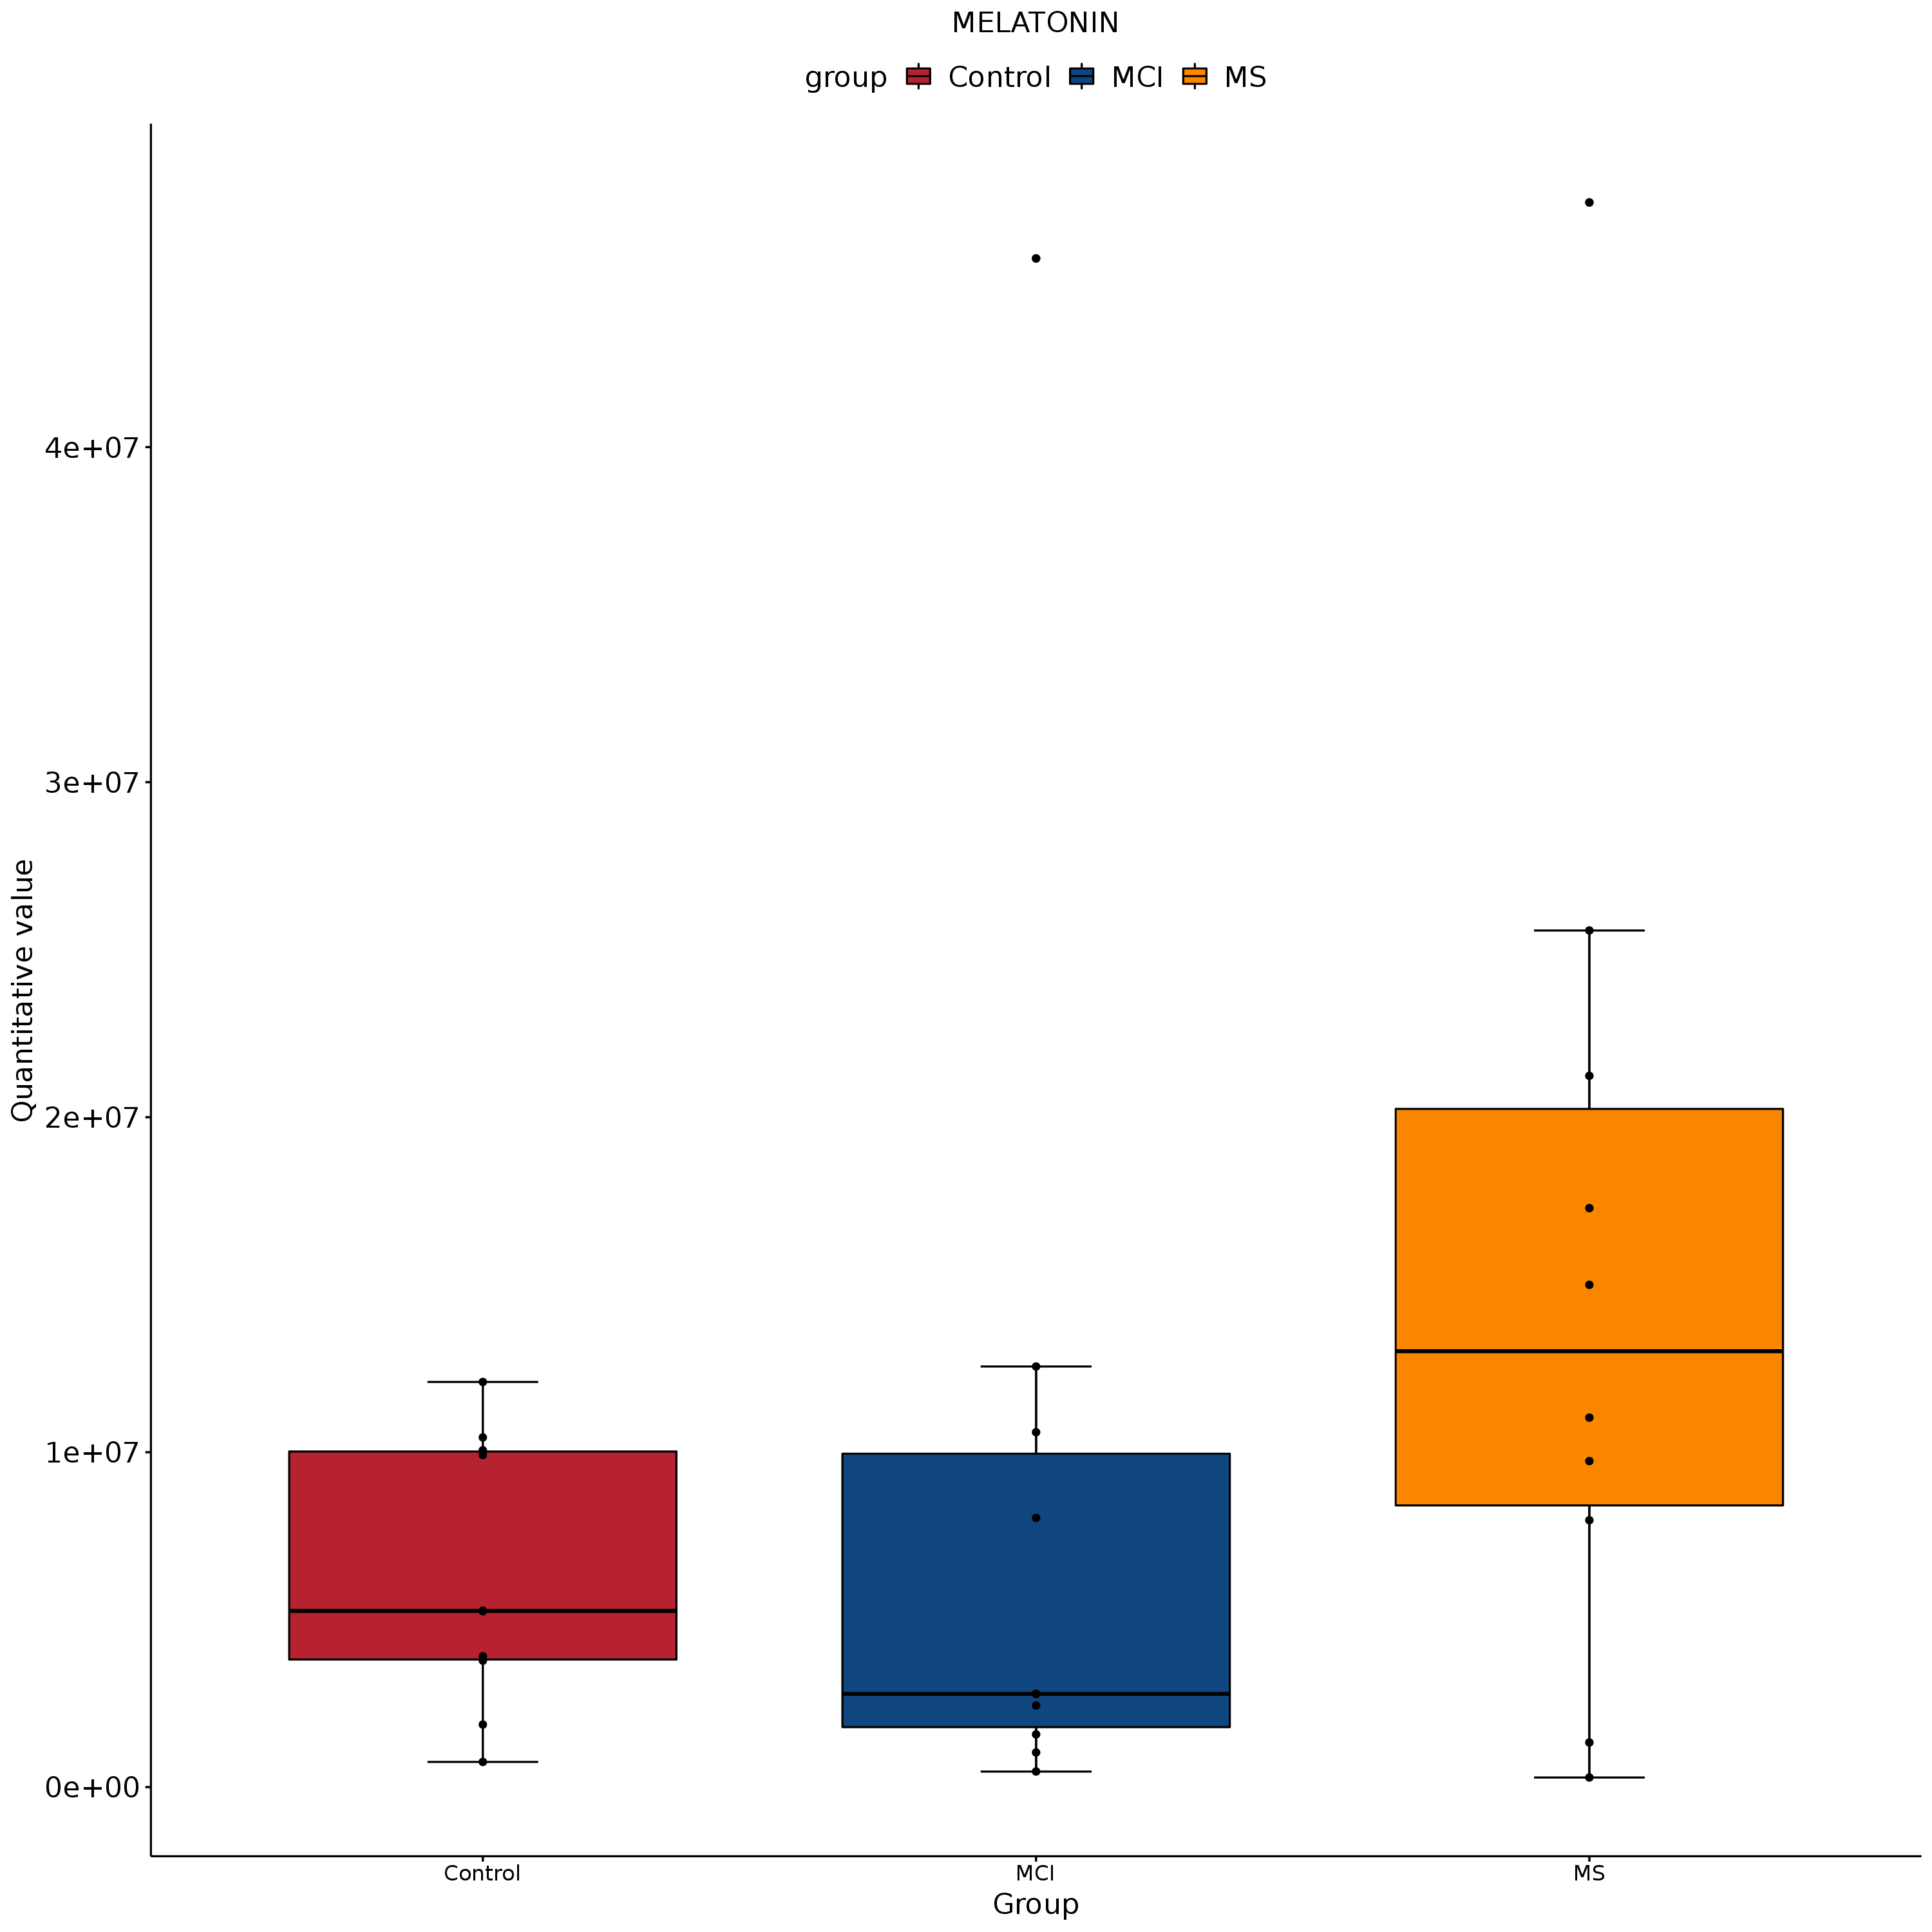 MELATONIN
group Control MCI MS
Quantitative value
4e+07
3e+07
2e+07
1e+07
0e+00
Control MCI MS
Group